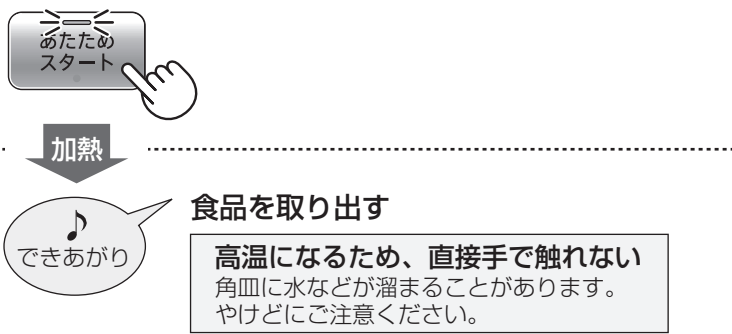 あたため
スタート
加熱
♪
できあがり
食品を取り出す
高温になるため、直接手で触れない
角皿に水などが溜まることがあります。
やけどにご注意ください。